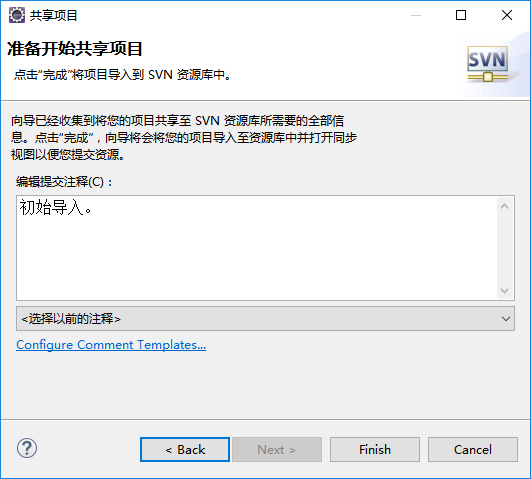 共享项目
准备开始共享项目
点击“完成”将项目导入到 SVN 资源库中。
SVN
向导已经收集到将您的项目共享至 SVN 资源库所需要的全部信
息。点击“完成”，向导将会将您的项目导入至资源库中并打开同步
视图以便您提交资源。
编辑提交注释(C)：
初始导入。
<选择以前的注释>
Configure Comment Templates...
?
< Back
Next >
Finish
Cancel